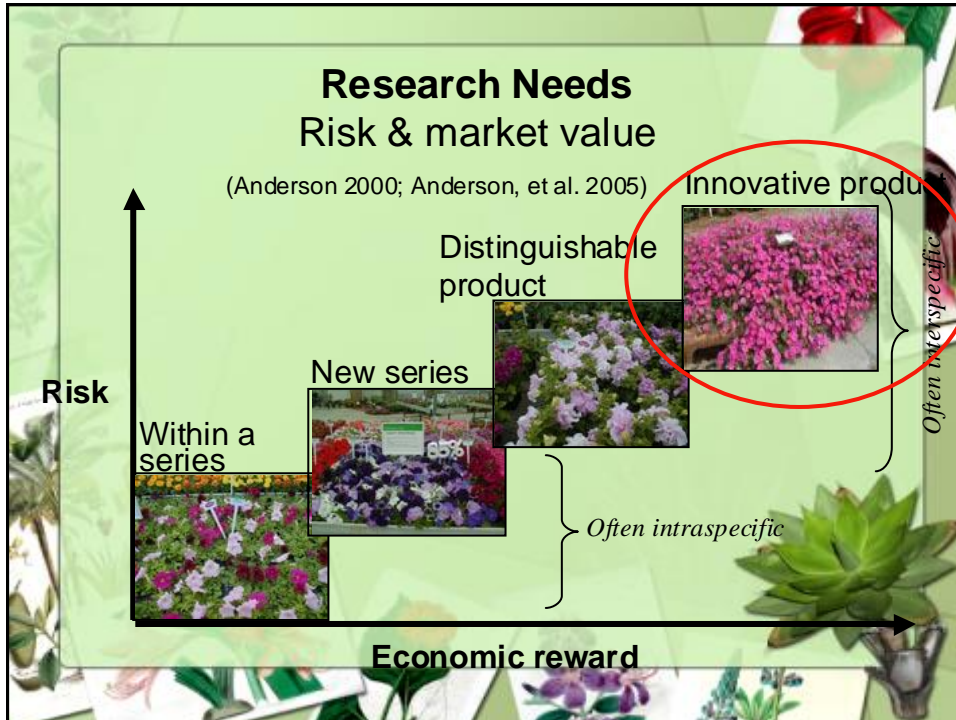 Research Needs
Risk & market value
(Anderson 2000; Anderson, et al. 2005)
Innovative product
Distinguishable
product
New series
Within a
series
Risk
65%
Often interspecific
Often intraspecific
Economic reward